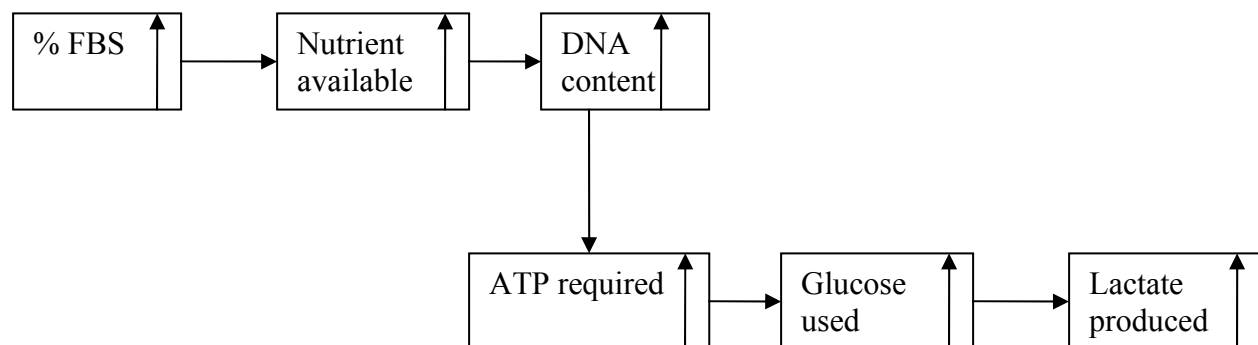 % FBS
Nutrient
available
DNA
content
ATP required
Glucose
used
Lactate
produced